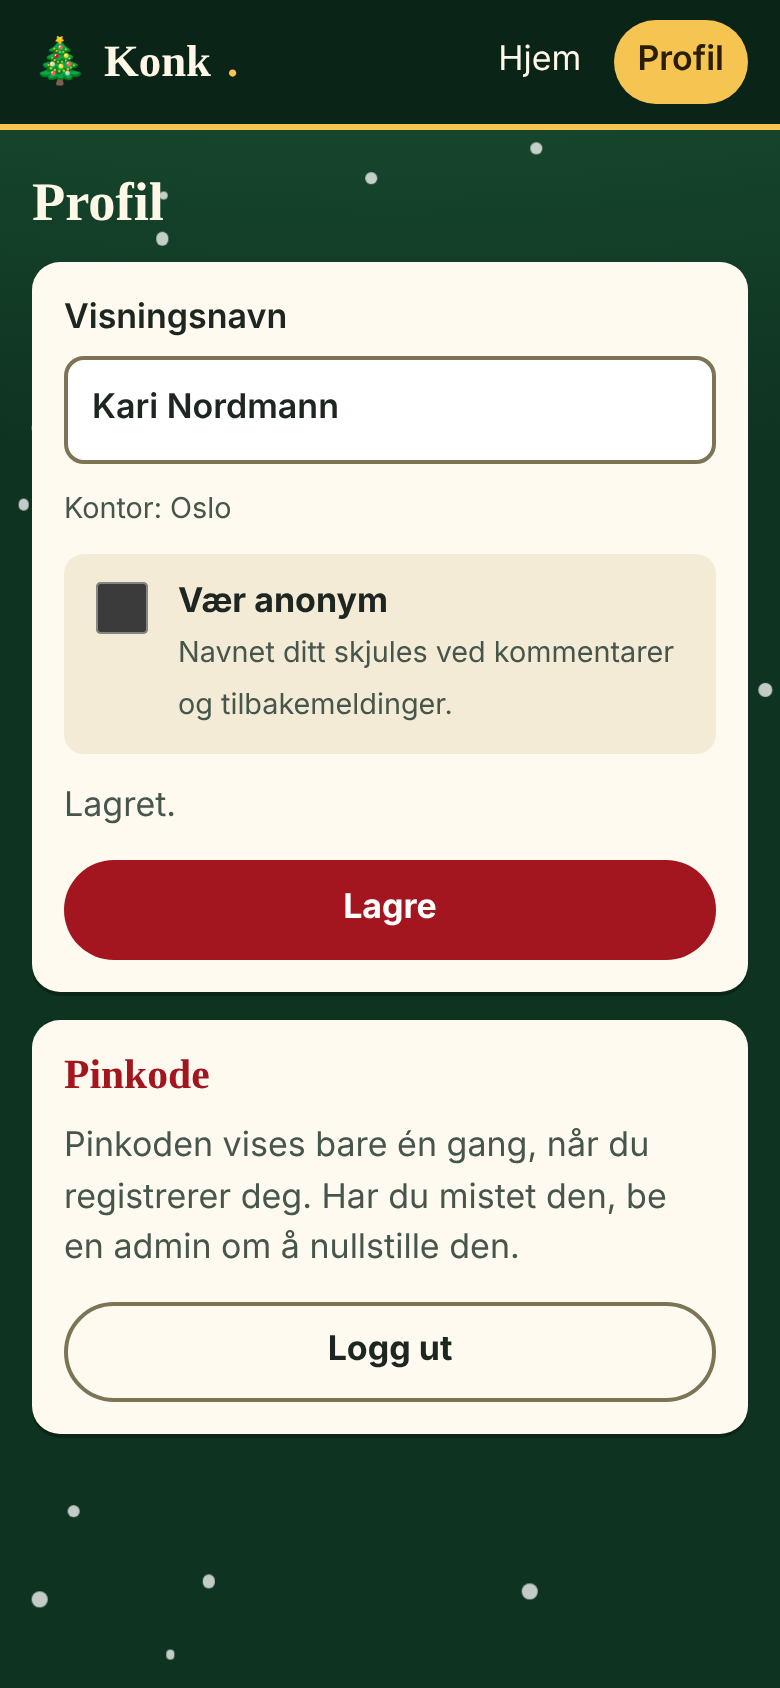 Konk .
Hjem
Profil
Profil
Visningsnavn
Kari Nordmann
Kontor: Oslo
Vær anonym
Navnet ditt skjules ved kommentarer
og tilbakemeldinger.
Lagret.
Lagre
Pinkode
Pinkoden vises bare én gang, når du
registrerer deg. Har du mistet den, be
en admin om å nullstille den.
Logg ut